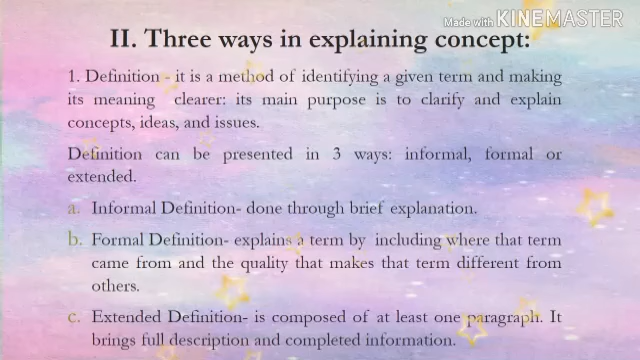 Made with KINEMASTER
II. Three ways in explaining concept:
1. Definition - it is a method of identifying a given term and making
its meaning clearer: its main purpose is to clarify and explain
concepts, ideas, and issues.
Definition can be presented in 3 ways: informal, formal or
extended.
a. Informal Definition- done through brief explanation.
b. Formal Definition- explains a term by including where that term
came from and the quality that makes that term different from
others.
c. Extended Definition- is composed of at least one paragraph. It
brings full description and completed information.